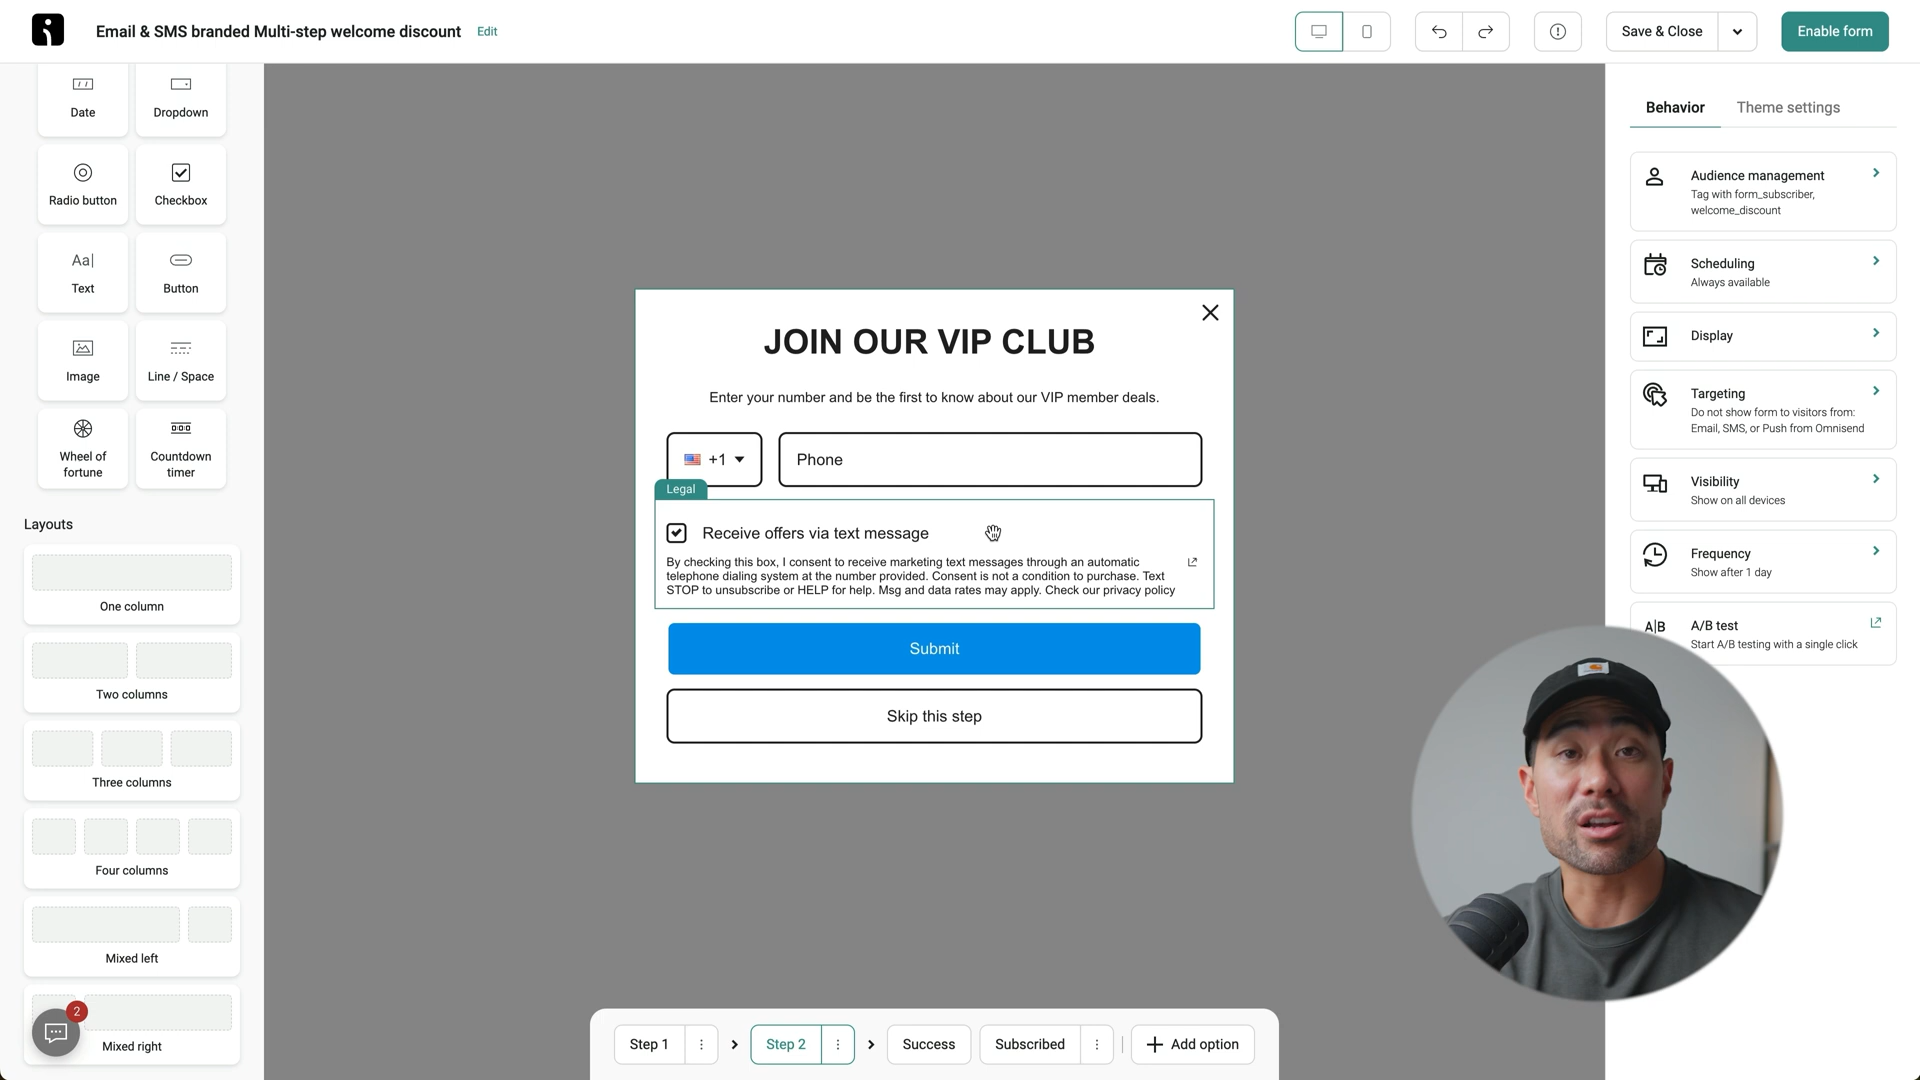 Email & SMS branded Multi-step welcome discount
Edit
Save & Close
Enable form
Date
Dropdown
Radio button
Checkbox
Aa|
Text
Button
Image
Line / Space
Wheel of
fortune
Countdown
timer
Layouts
One column
Two columns
Three columns
Four columns
Mixed left
Mixed right
2
JOIN OUR VIP CLUB
Enter your number and be the first to know about our VIP member deals.
+1
Phone
Legal
Receive offers via text message
By checking this box, I consent to receive marketing text messages through an automatic
telephone dialing system at the number provided. Consent is not a condition to purchase. Text
STOP to unsubscribe or HELP for help. Msg and data rates may apply. Check our privacy policy
Submit
Skip this step
Step 1
Step 2
Success
Subscribed
Add option
Behavior
Theme settings
Audience management
Tag with form_subscriber,
welcome_discount
Scheduling
Always available
Display
Targeting
Do not show form to visitors from:
Email, SMS, or Push from Omnisend
Visibility
Show on all devices
Frequency
Show after 1 day
A|B
A/B test
Start A/B testing with a single click